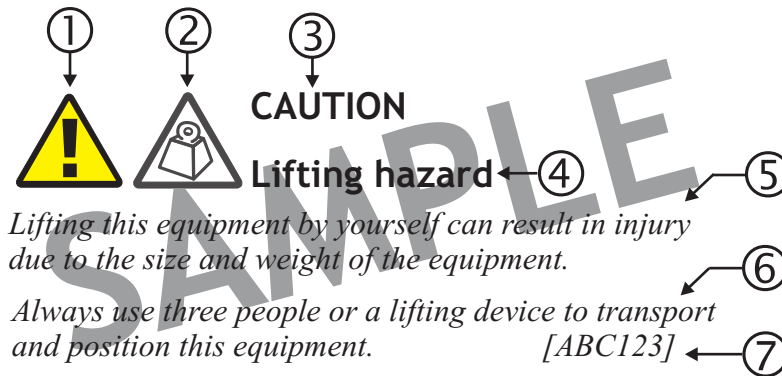 ① ② ③
CAUTION
Lifting hazard ④
⑤
Lifting this equipment by yourself can result in injury
due to the size and weight of the equipment.
⑥
Always use three people or a lifting device to transport
and position this equipment. [ABC123] ⑦
SAMPLE